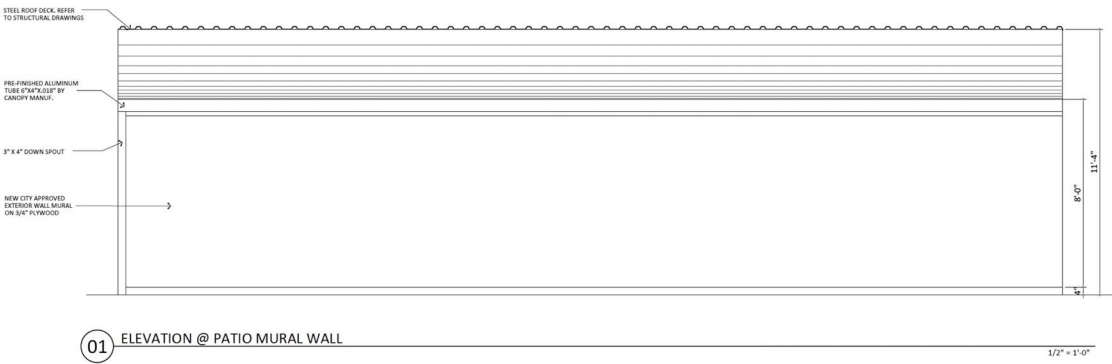 STEEL ROOF DECK. REFER
TO STRUCTURAL DRAWINGS
PRE-FINISHED ALUMINUM
TUBE 6"X4"X.018" BY
CANOPY MANUF.
3" X 4" DOWN SPOUT
NEW CITY APPROVED
EXTERIOR WALL MURAL
ON 3/4" PLYWOOD
11'-4"
8'-0"
4"
01 ELEVATION @ PATIO MURAL WALL
1/2" = 1'-0"